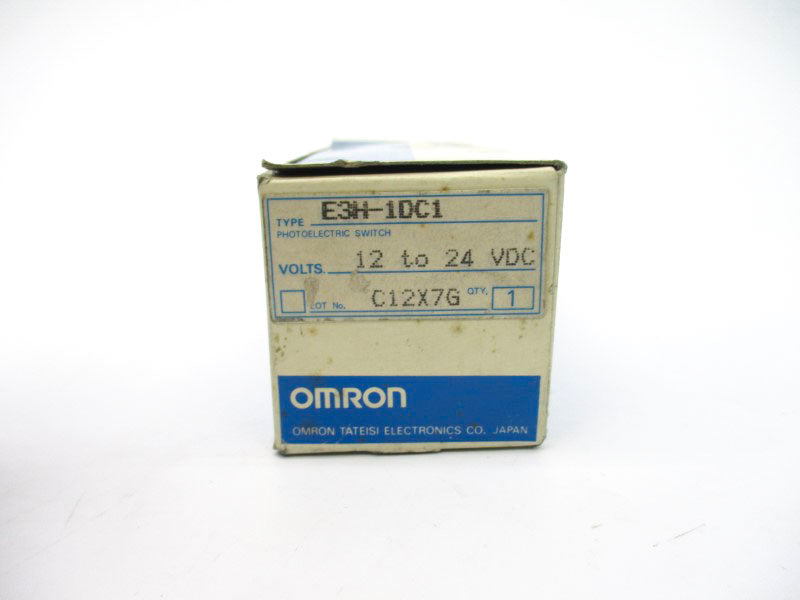 TYPE E3H-1DC1
PHOTOELECTRIC SWITCH
VOLTS. 12 to 24 VDC
LOT No. C12X7G QTY. 1
OMRON
OMRON TATEISI ELECTRONICS CO. JAPAN